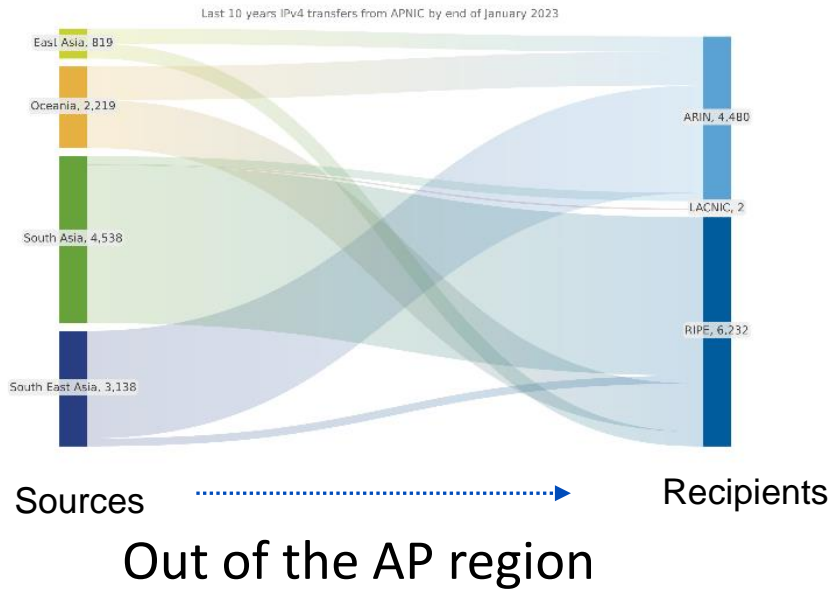 Last 10 years IPv4 transfers from APNIC by end of January 2023
East Asia, 819
Oceania, 2,219
South Asia, 4,538
South East Asia, 3,138
ARIN, 4,480
LACNIC, 2
RIPE, 6,232
Sources
Recipients
Out of the AP region